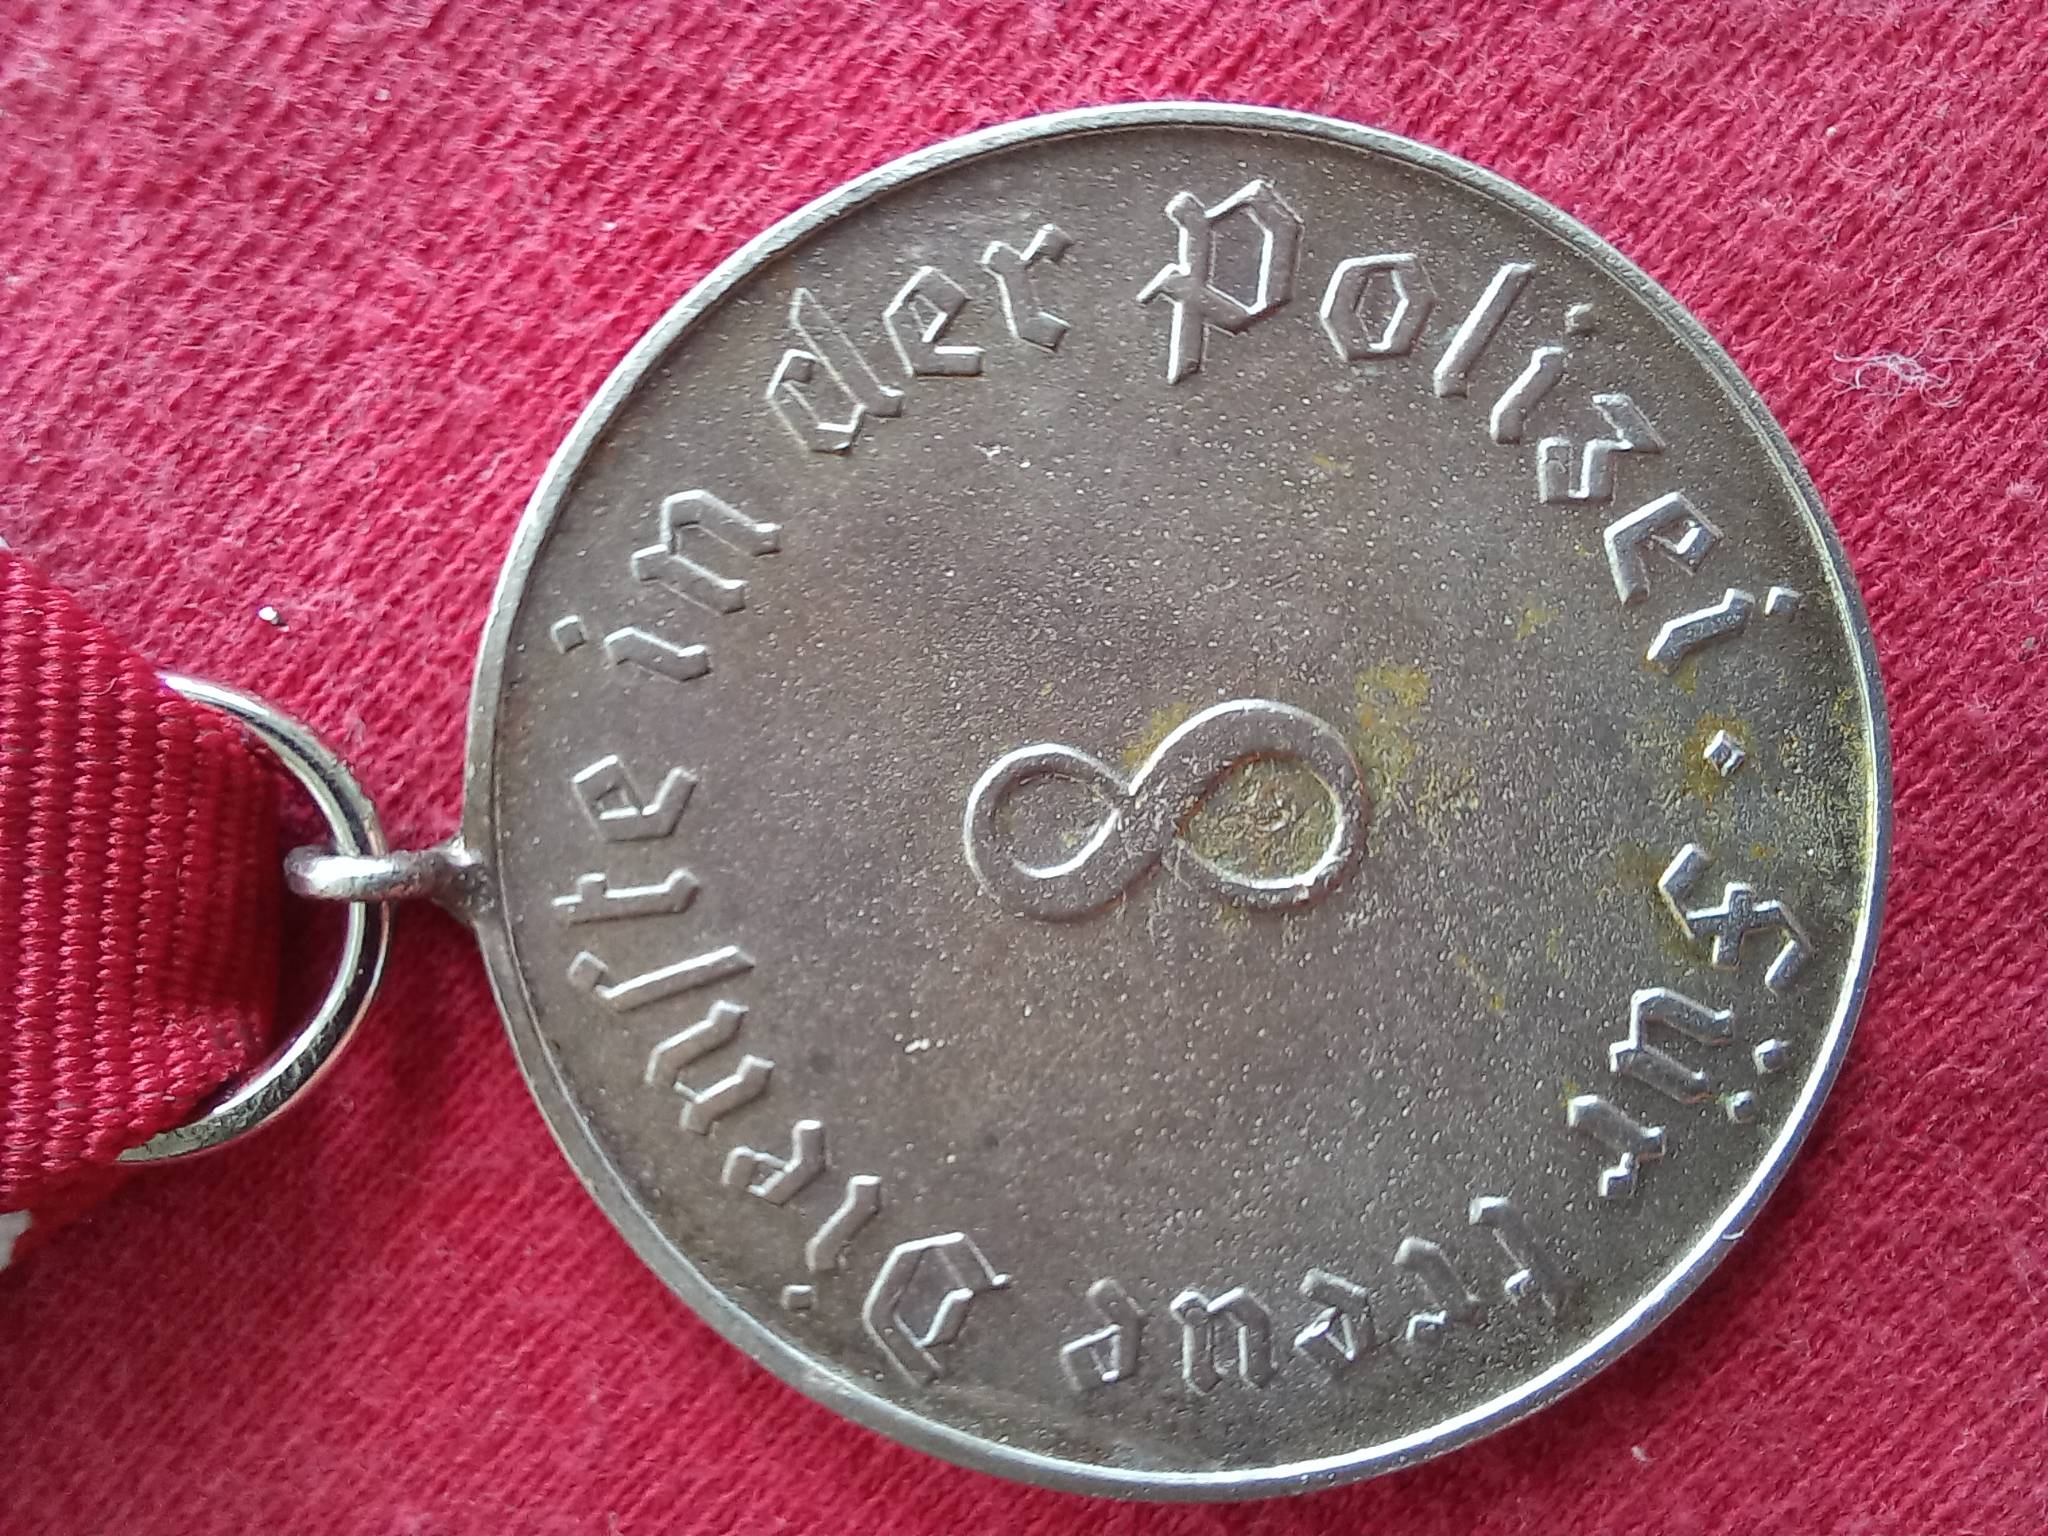 Für treue Dienste in der Polizei
8